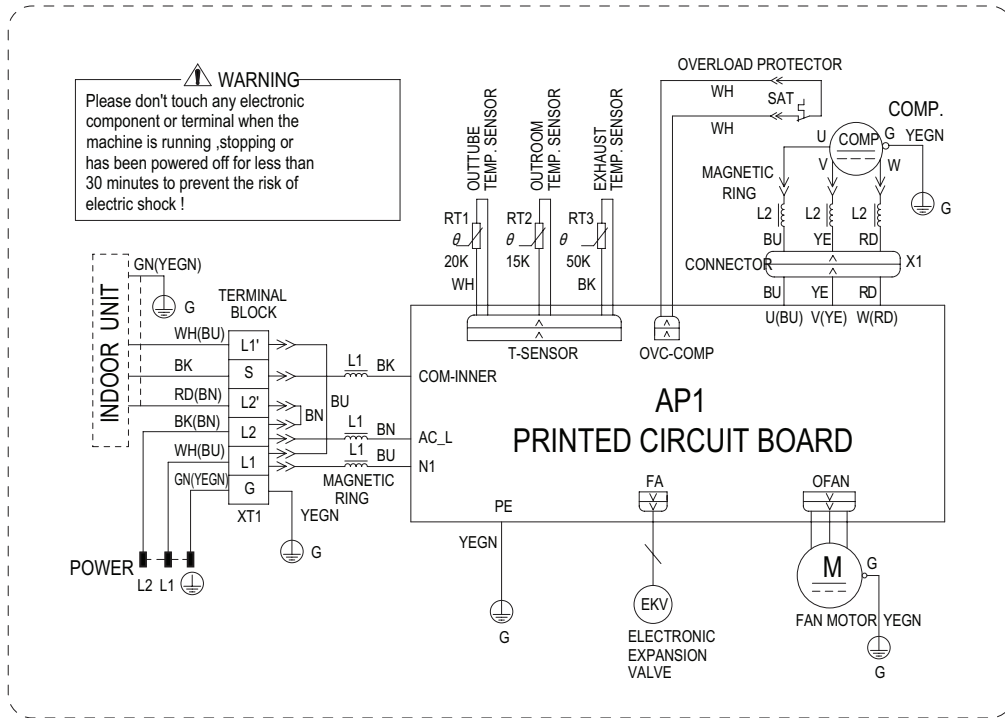 WARNING
Please don't touch any electronic
component or terminal when the
machine is running ,stopping or
has been powered off for less than
30 minutes to prevent the risk of
electric shock !
OUTTUBE
TEMP. SENSOR
OUTROOM
TEMP. SENSOR
EXHAUST
TEMP. SENSOR
RT1
θ
20K
WH
RT2
θ
15K
RT3
θ
50K
BK
T-SENSOR
OVERLOAD PROTECTOR
WH
SAT
WH
OVC-COMP
COMP.
U
COMP
G
YEGN
V
W
G
MAGNETIC
RING
L2
L2
L2
BU
YE
RD
CONNECTOR
X1
BU
YE
RD
U(BU)
V(YE)
W(RD)
INDOOR UNIT
GN(YEGN)
G
TERMINAL
BLOCK
WH(BU)
L1'
BK
S
RD(BN)
L2'
BK(BN)
L2
WH(BU)
L1
GN(YEGN)
G
XT1
YEGN
G
BN
BU
L1
BK
COM-INNER
L1
BN
AC_L
L1
BU
N1
MAGNETIC
RING
POWER
L2
L1
AP1
PRINTED CIRCUIT BOARD
PE
YEGN
G
FA
EKV
ELECTRONIC
EXPANSION
VALVE
OFAN
M
G
FAN MOTOR
YEGN
G